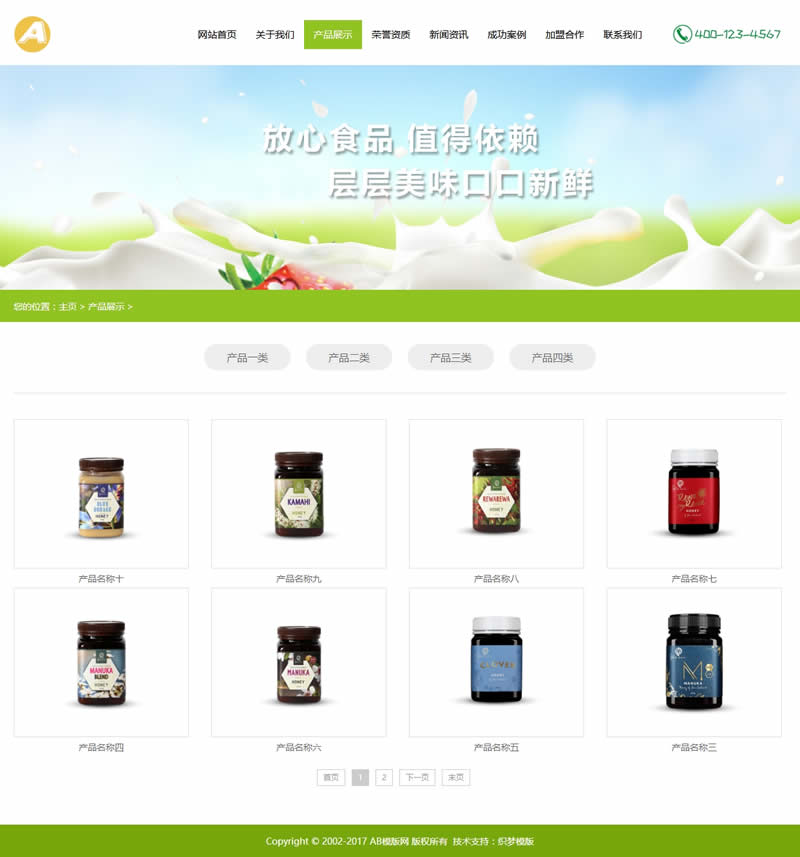 A
网站首页 关于我们 产品展示 荣誉资质 新闻资讯 成功案例 加盟合作 联系我们 400-123-4567
放心食品 值得依赖
层层美味口口新鲜
您的位置：主页 > 产品展示 >
产品一类 产品二类 产品三类 产品四类
BLUE BORAGE
HONEY
KAMAHI
HONEY
REWAREWA
HONEY
HONEY
产品名称十 产品名称九 产品名称八 产品名称七
MANUKA
BLEND
HONEY
MANUKA
HONEY
CLOVER
HONEY
M
MANUKA
产品名称四 产品名称六 产品名称五 产品名称三
首页 1 2 下一页 末页
Copyright © 2002-2017 AB模版网 版权所有 技术支持：织梦模版